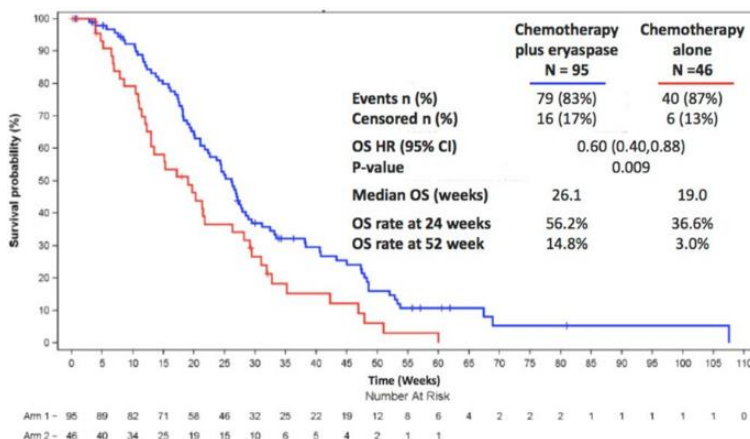 Chemotherapy plus eryaspase N = 95
Chemotherapy alone N =46
Events n (%) 79 (83%) 40 (87%)
Censored n (%) 16 (17%) 6 (13%)
OS HR (95% CI) 0.60 (0.40,0.88)
P-value 0.009
Median OS (weeks) 26.1 19.0
OS rate at 24 weeks 56.2% 36.6%
OS rate at 52 week 14.8% 3.0%
Survival probability (%)
100
90
80
70
60
50
40
30
20
10
0
0 5 10 15 20 25 30 35 40 45 50 55 60 65 70 75 80 85 90 95 100 105 110
Time (Weeks)
Number At Risk
Arm 1 - 95 89 82 71 58 46 32 25 22 19 12 8 6 4 2 2 2 1 1 1 1 1 0
Arm 2 - 46 40 34 25 19 15 10 6 5 4 2 1 1